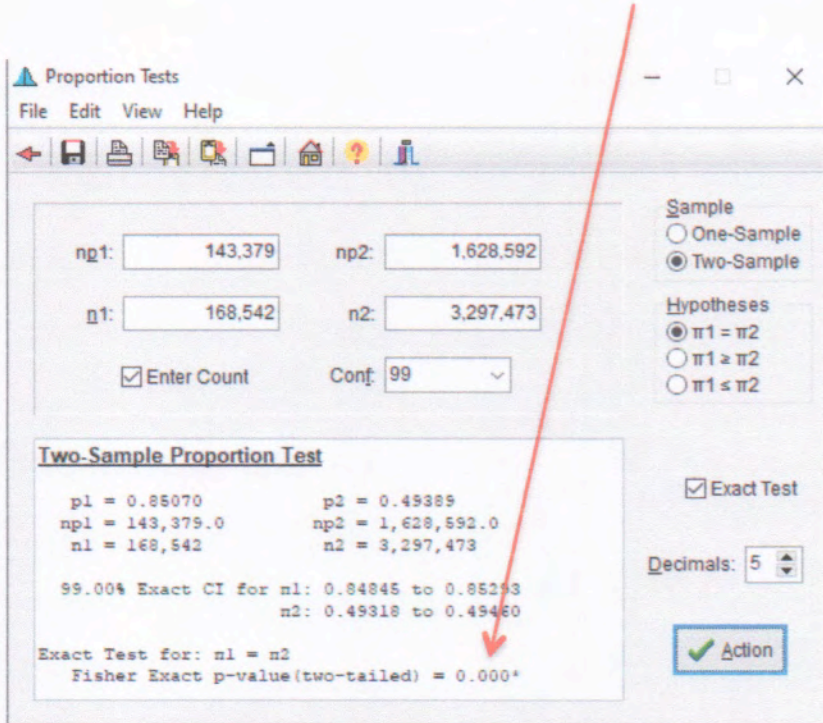 Proportion Tests
File Edit View Help
np1: 143,379 np2: 1,628,592
n1: 168,542 n2: 3,297,473
Enter Count Conf: 99
Sample
One-Sample
Two-Sample
Hypotheses
π1 = π2
π1 ≥ π2
π1 ≤ π2
Two-Sample Proportion Test
p1 = 0.85070 p2 = 0.49389
np1 = 143,379.0 np2 = 1,628,592.0
n1 = 168,542 n2 = 3,297,473
99.00% Exact CI for π1: 0.84845 to 0.85293
π2: 0.49318 to 0.49460
Exact Test for: π1 = π2
Fisher Exact p-value(two-tailed) = 0.000*
Exact Test
Decimals: 5
Action